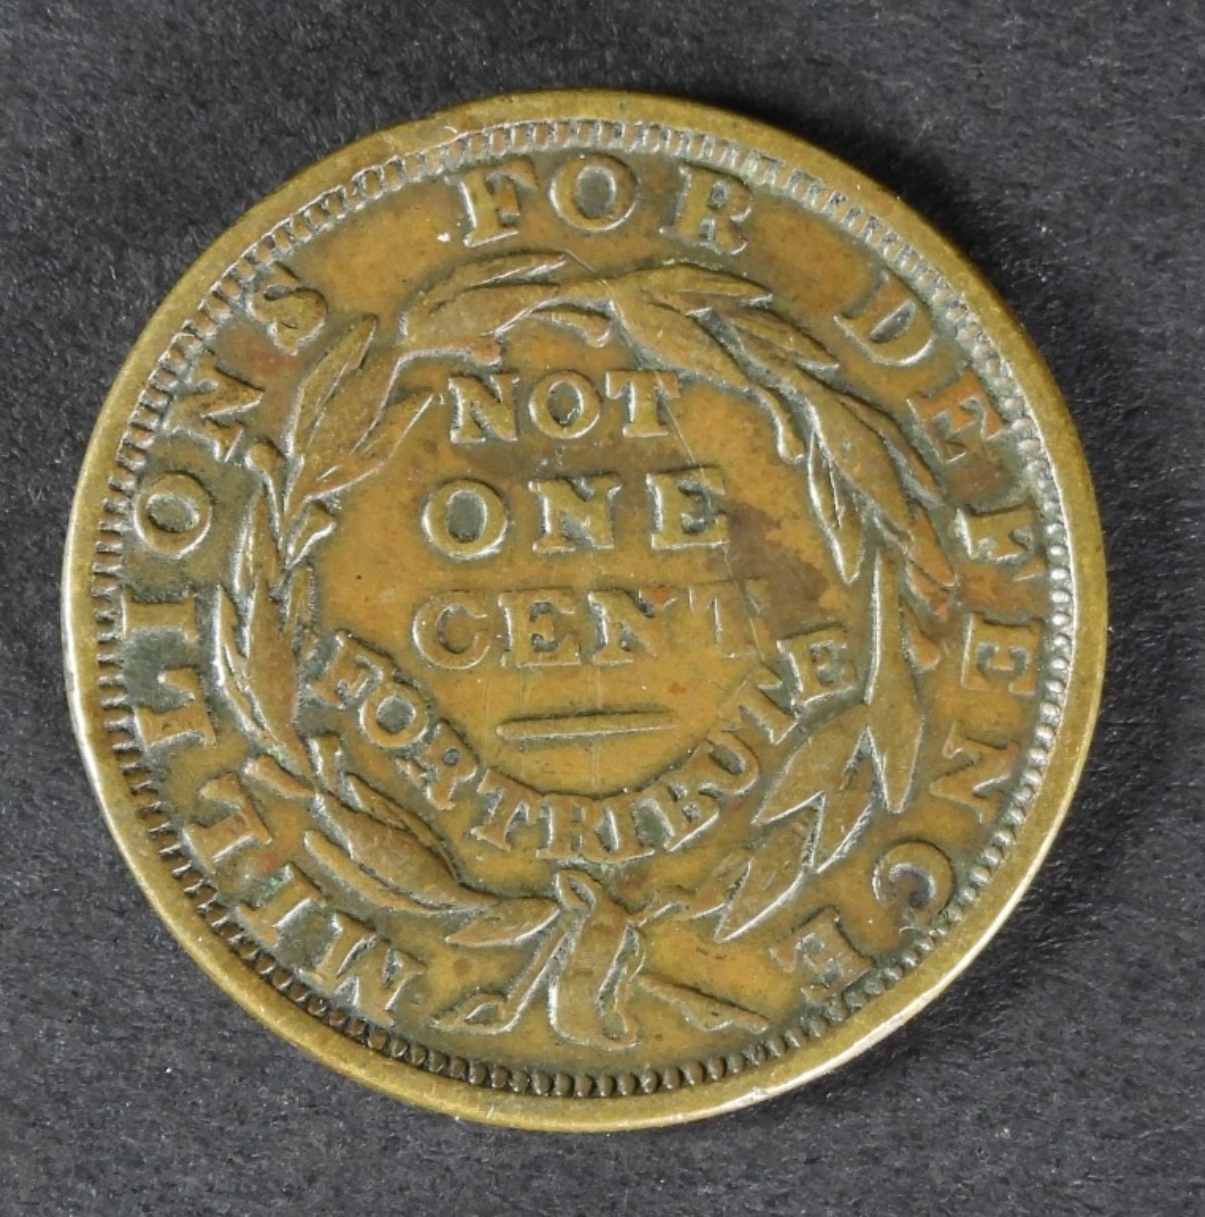 MILLIONS FOR DEFENCE
NOT
ONE
CENT
FOR TRIBUTE